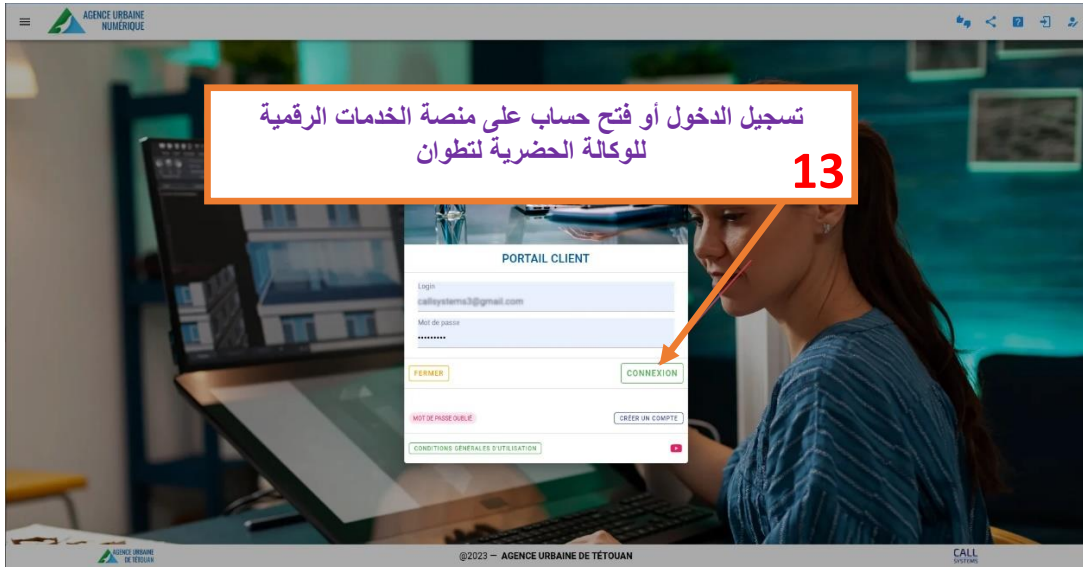 AGENCE URBAINE
NUMÉRIQUE
تسجيل الدخول أو فتح حساب على منصة الخدمات الرقمية
للوكالة الحضرية لتطوان
13
PORTAIL CLIENT
Login
callsystems3@gmail.com
Mot de passe
•••••••••
FERMER
CONNEXION
MOT DE PASSE OUBLIÉ
CRÉER UN COMPTE
CONDITIONS GÉNÉRALES D'UTILISATION
AGENCE URBAINE
DE TÉTOUAN
@2023 — AGENCE URBAINE DE TÉTOUAN
CALL
SYSTEMS